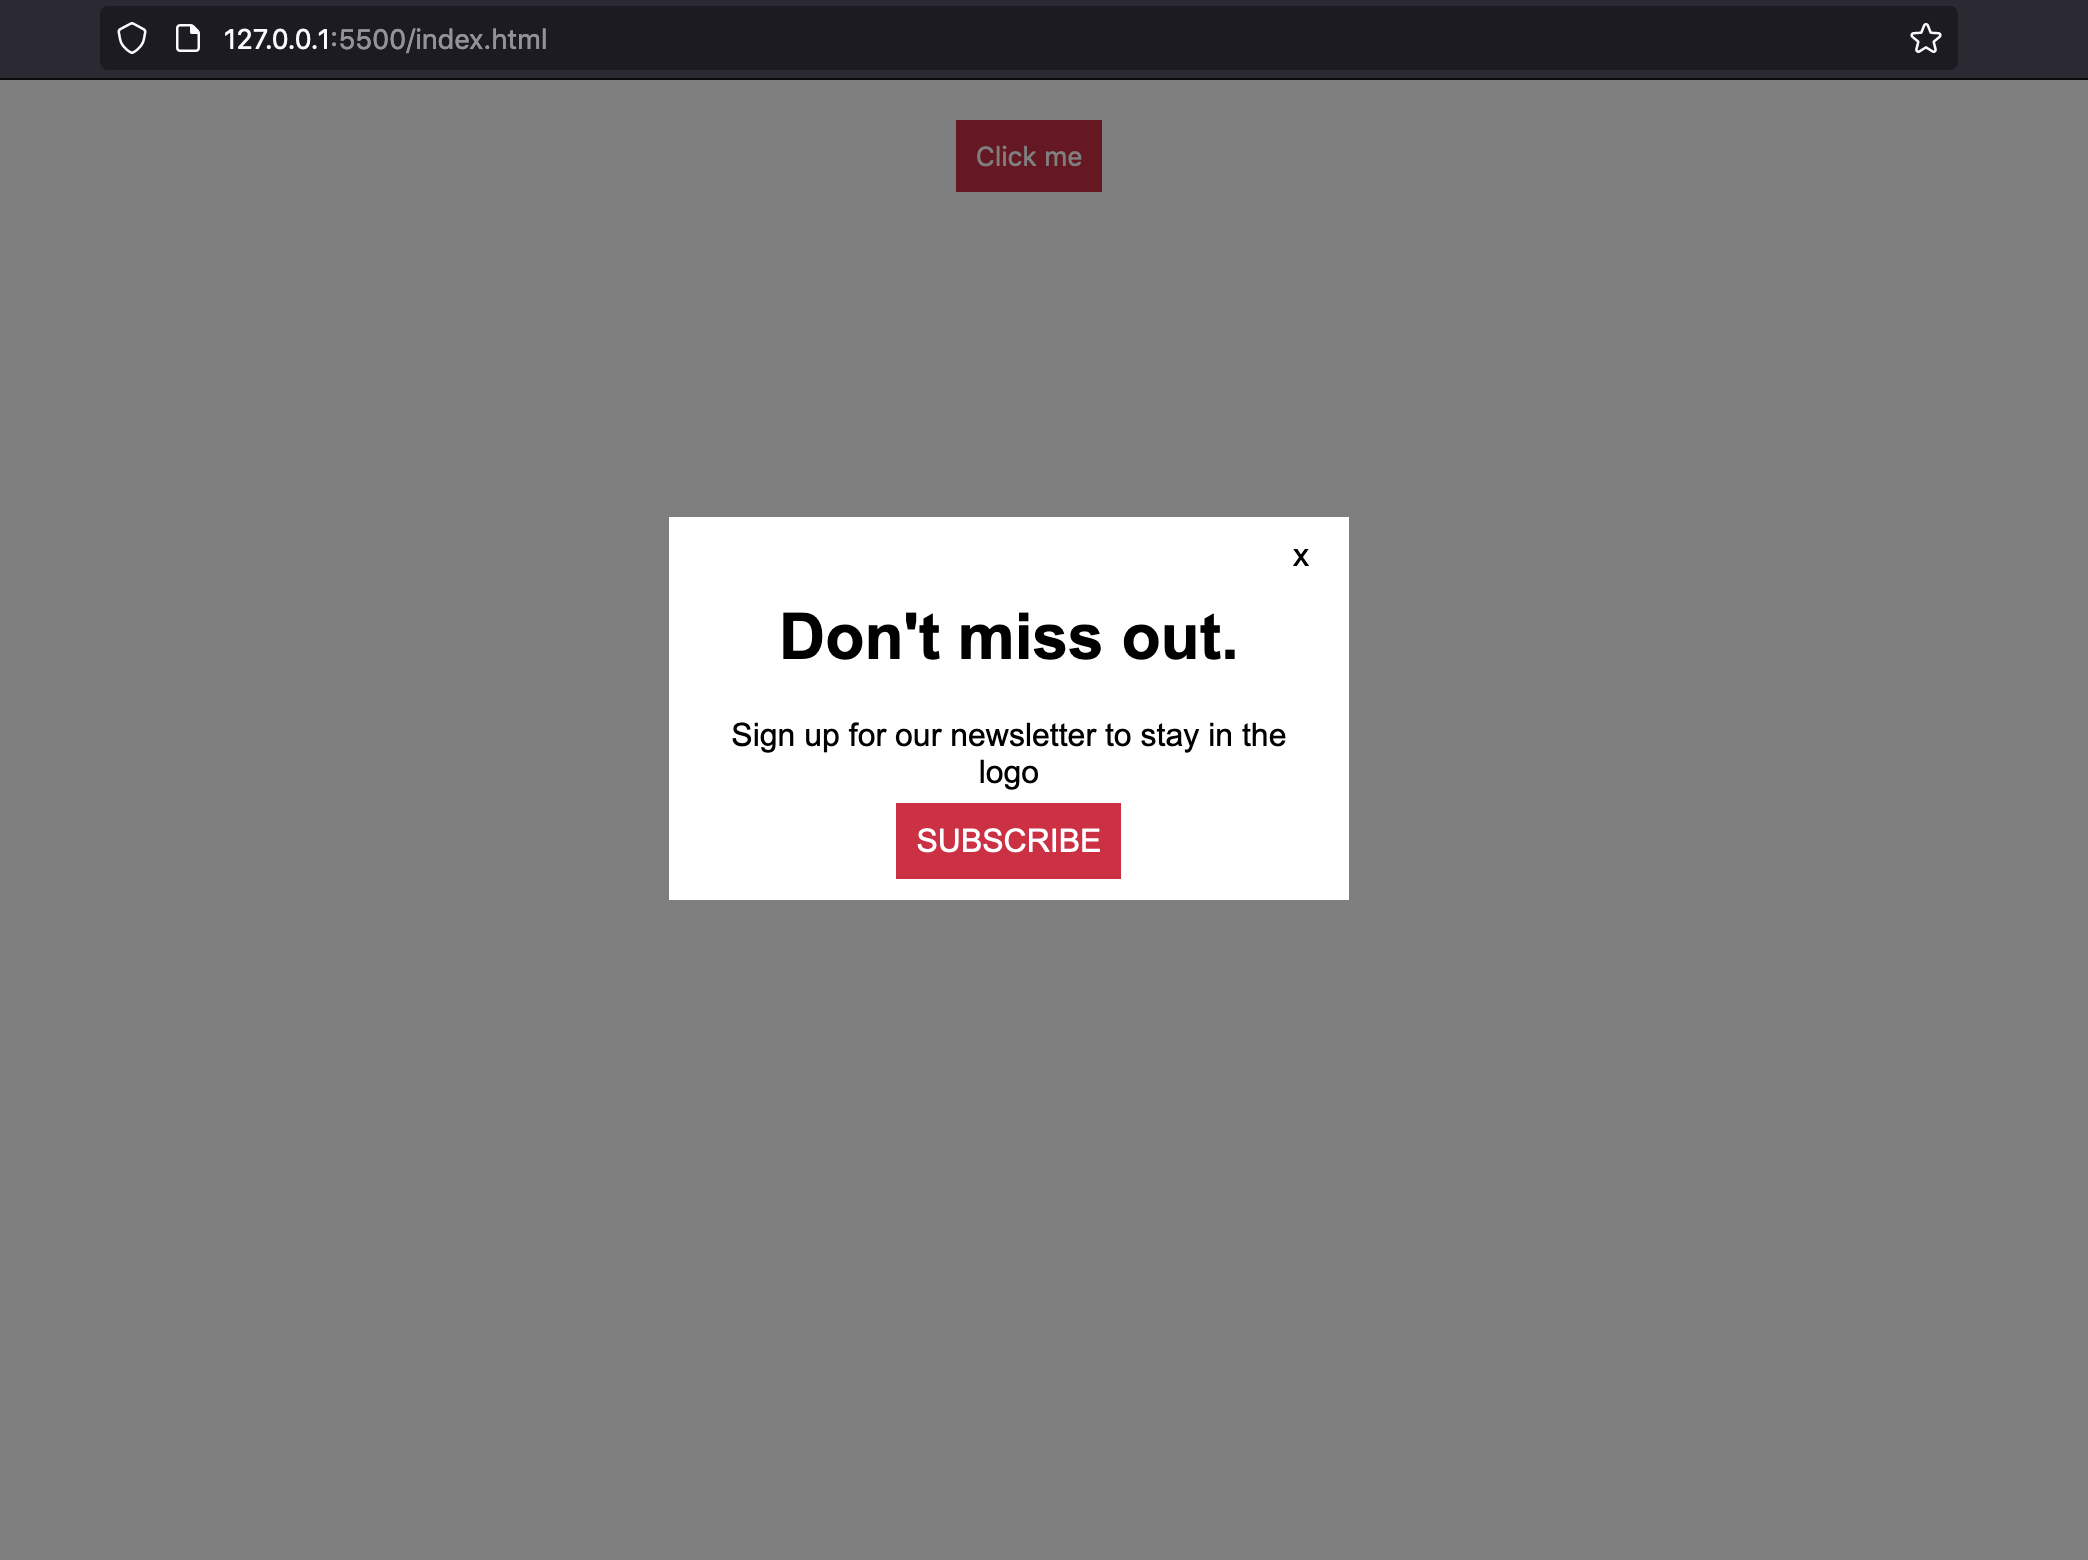 127.0.0.1:5500/index.html
Click me
x
Don't miss out.
Sign up for our newsletter to stay in the
logo
SUBSCRIBE